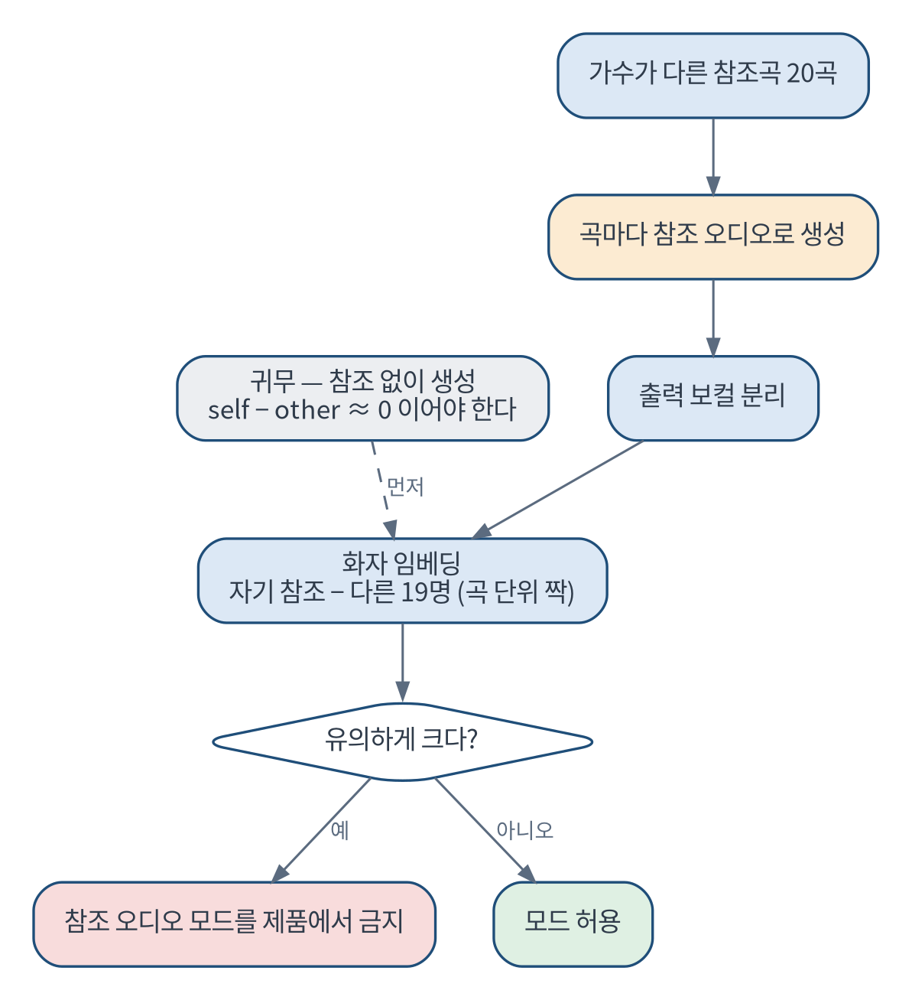 가수가 다른 참조곡 20곡
곡마다 참조 오디오로 생성
귀무 — 참조 없이 생성
self − other ≈ 0 이어야 한다
출력 보컬 분리
먼저
화자 임베딩
자기 참조 − 다른 19명 (곡 단위 짝)
유의하게 크다?
예
아니오
참조 오디오 모드를 제품에서 금지
모드 허용